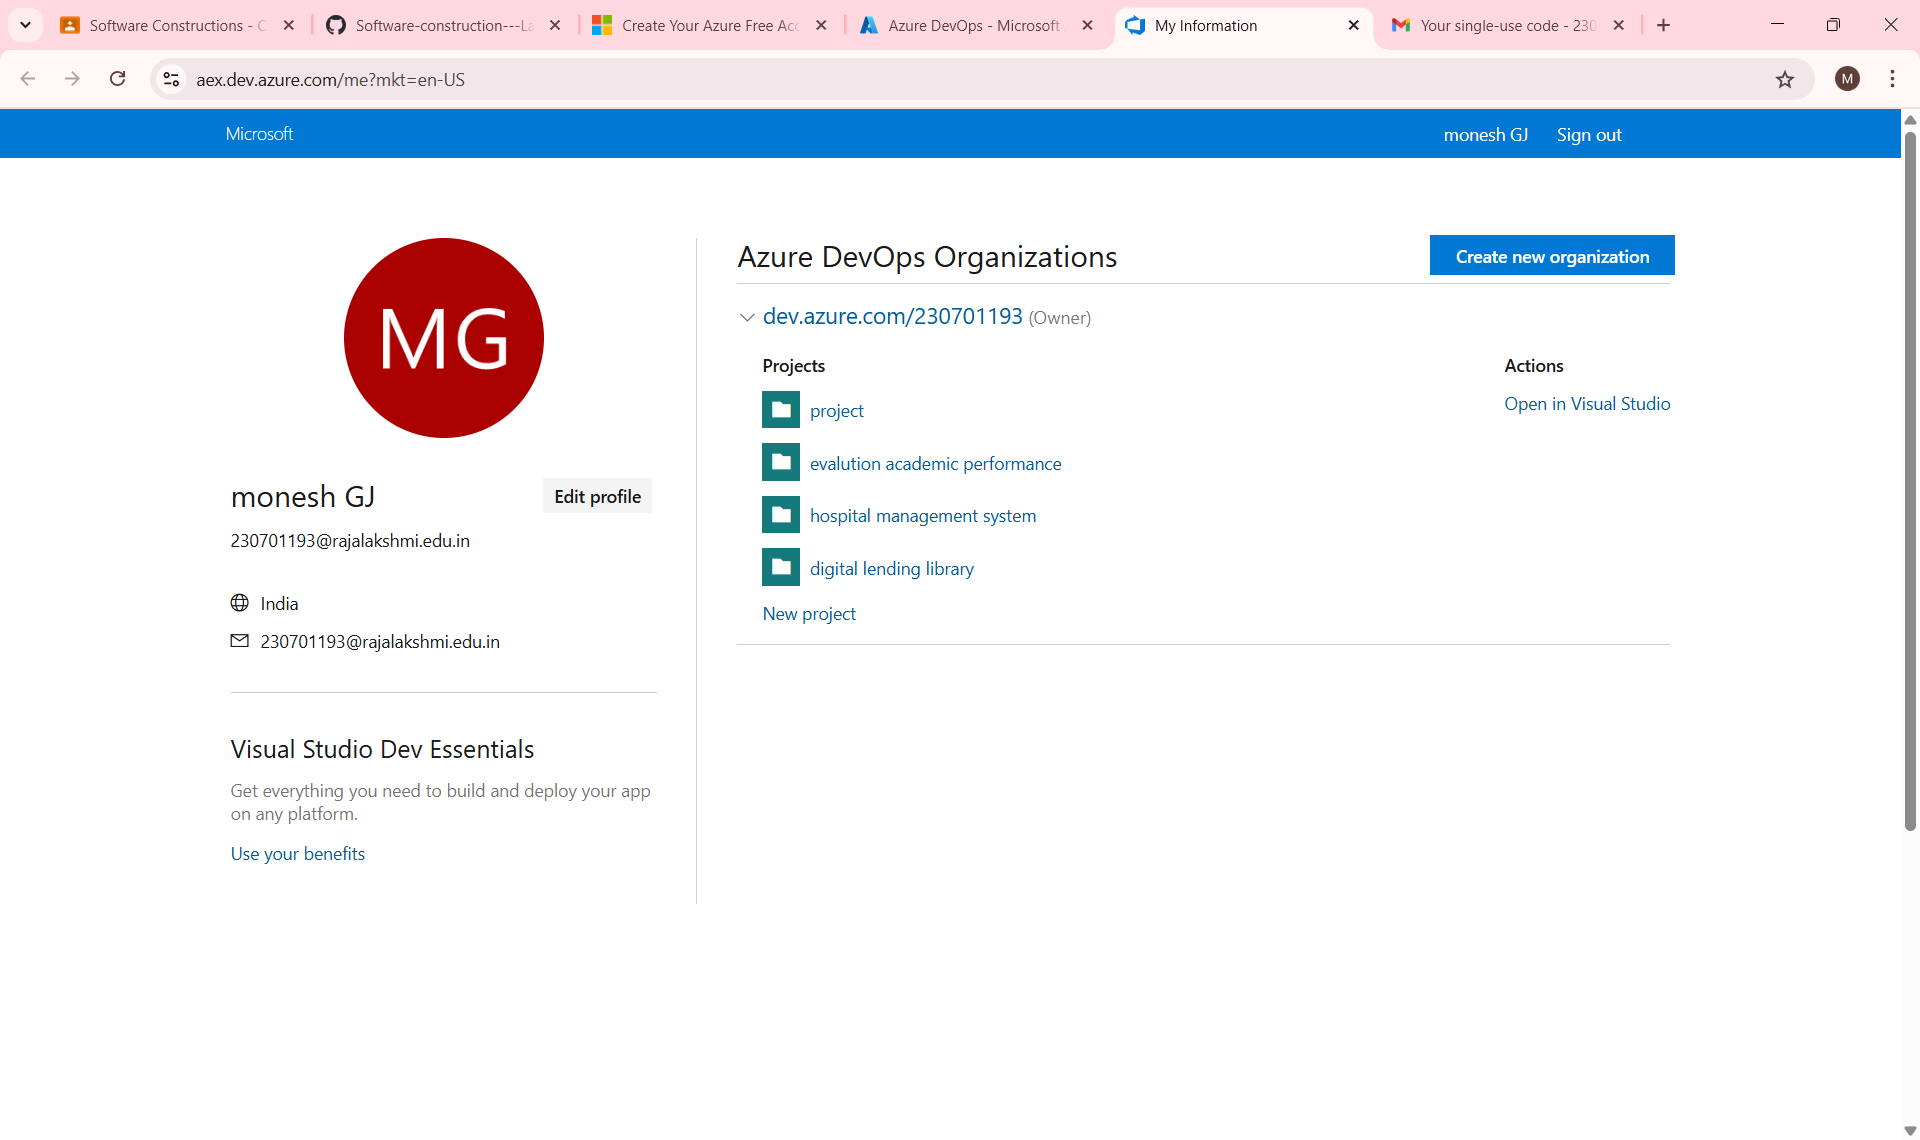 Software Constructions - C
Software-construction---La
Create Your Azure Free Acc
Azure DevOps - Microsoft
My Information
Your single-use code - 230
aex.dev.azure.com/me?mkt=en-US
M
Microsoft
monesh GJ
Sign out
MG
monesh GJ
Edit profile
230701193@rajalakshmi.edu.in
India
230701193@rajalakshmi.edu.in
Visual Studio Dev Essentials
Get everything you need to build and deploy your app
on any platform.
Use your benefits
Azure DevOps Organizations
Create new organization
dev.azure.com/230701193 (Owner)
Projects
Actions
project
Open in Visual Studio
evalution academic performance
hospital management system
digital lending library
New project